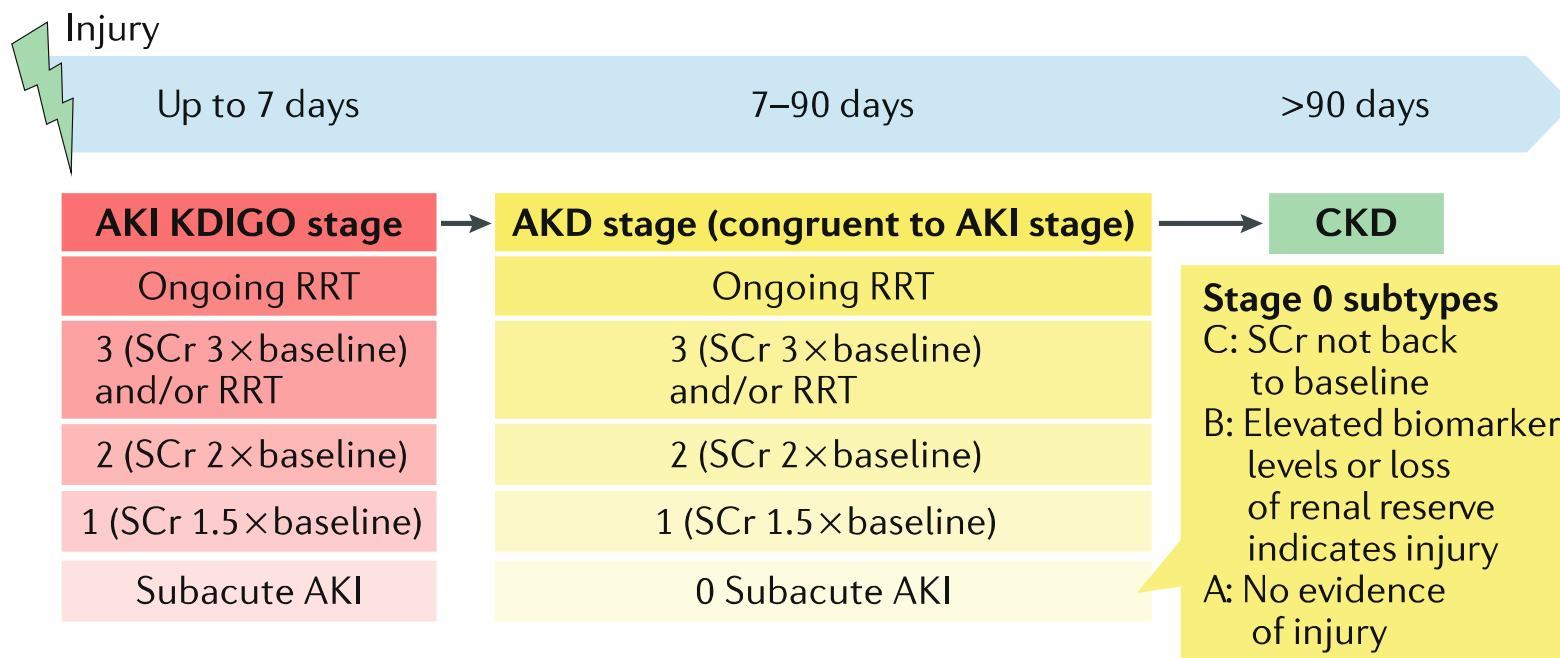 Injury
Up to 7 days
7–90 days
>90 days
AKI KDIGO stage
AKD stage (congruent to AKI stage)
CKD
Ongoing RRT
3 (SCr 3×baseline)
and/or RRT
2 (SCr 2×baseline)
1 (SCr 1.5×baseline)
Subacute AKI
Ongoing RRT
3 (SCr 3×baseline)
and/or RRT
2 (SCr 2×baseline)
1 (SCr 1.5×baseline)
0 Subacute AKI
Stage 0 subtypes
C: SCr not back
to baseline
B: Elevated biomarker
levels or loss
of renal reserve
indicates injury
A: No evidence
of injury